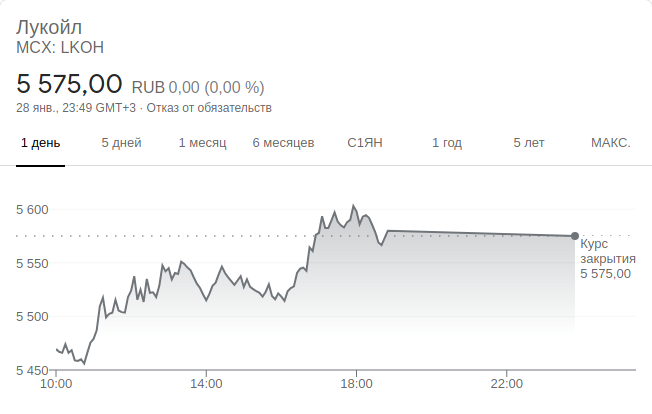 Лукойл
MCX: LKOH
5 575,00 RUB 0,00 (0,00 %)
28 янв., 23:49 GMT+3 · Отказ от обязательств
1 день 5 дней 1 месяц 6 месяцев С1ЯН 1 год 5 лет МАКС.
5 600
Курс
закрытия
5 575,00
5 550
5 500
5 450
10:00 14:00 18:00 22:00